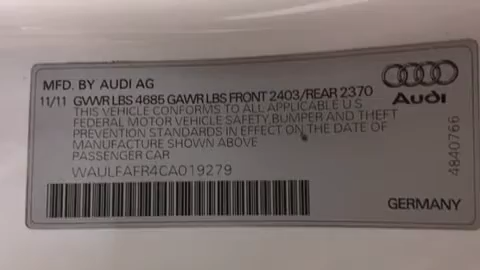 MFD. BY AUDI AG
11/11 GVWR LBS 4685 GAWR LBS FRONT 2403/REAR 2370
THIS VEHICLE CONFORMS TO ALL APPLICABLE U.S.
FEDERAL MOTOR VEHICLE SAFETY, BUMPER AND THEFT
PREVENTION STANDARDS IN EFFECT ON THE DATE OF
MANUFACTURE SHOWN ABOVE
PASSENGER CAR
WAULFAFR4CA019279
Audi
4840766
GERMANY